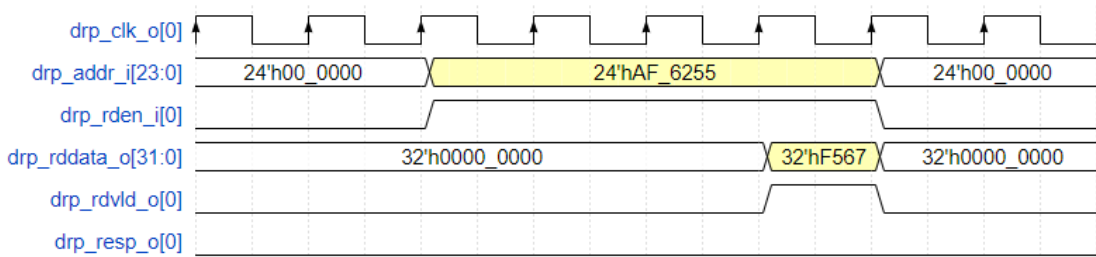 drp_clk_o[0]
drp_addr_i[23:0] 24'h00_0000 24'hAF_6255 24'h00_0000
drp_rden_i[0]
drp_rddata_o[31:0] 32'h0000_0000 32'hF567 32'h0000_0000
drp_rdvld_o[0]
drp_resp_o[0]